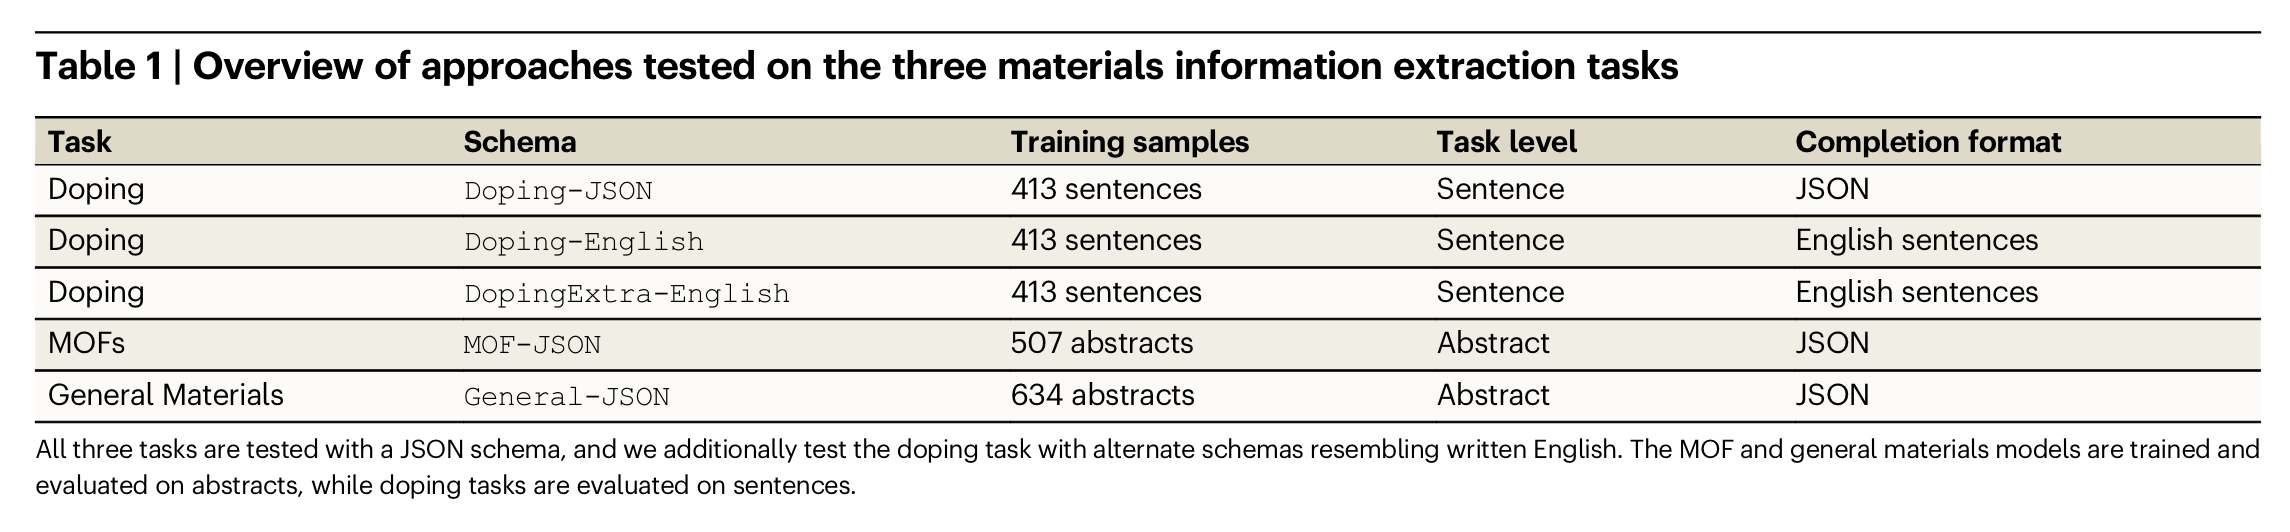 Table 1 | Overview of approaches tested on the three materials information extraction tasks
Task Schema Training samples Task level Completion format
Doping Doping-JSON 413 sentences Sentence JSON
Doping Doping-English 413 sentences Sentence English sentences
Doping DopingExtra-English 413 sentences Sentence English sentences
MOFs MOF-JSON 507 abstracts Abstract JSON
General Materials General-JSON 634 abstracts Abstract JSON
All three tasks are tested with a JSON schema, and we additionally test the doping task with alternate schemas resembling written English. The MOF and general materials models are trained and
evaluated on abstracts, while doping tasks are evaluated on sentences.